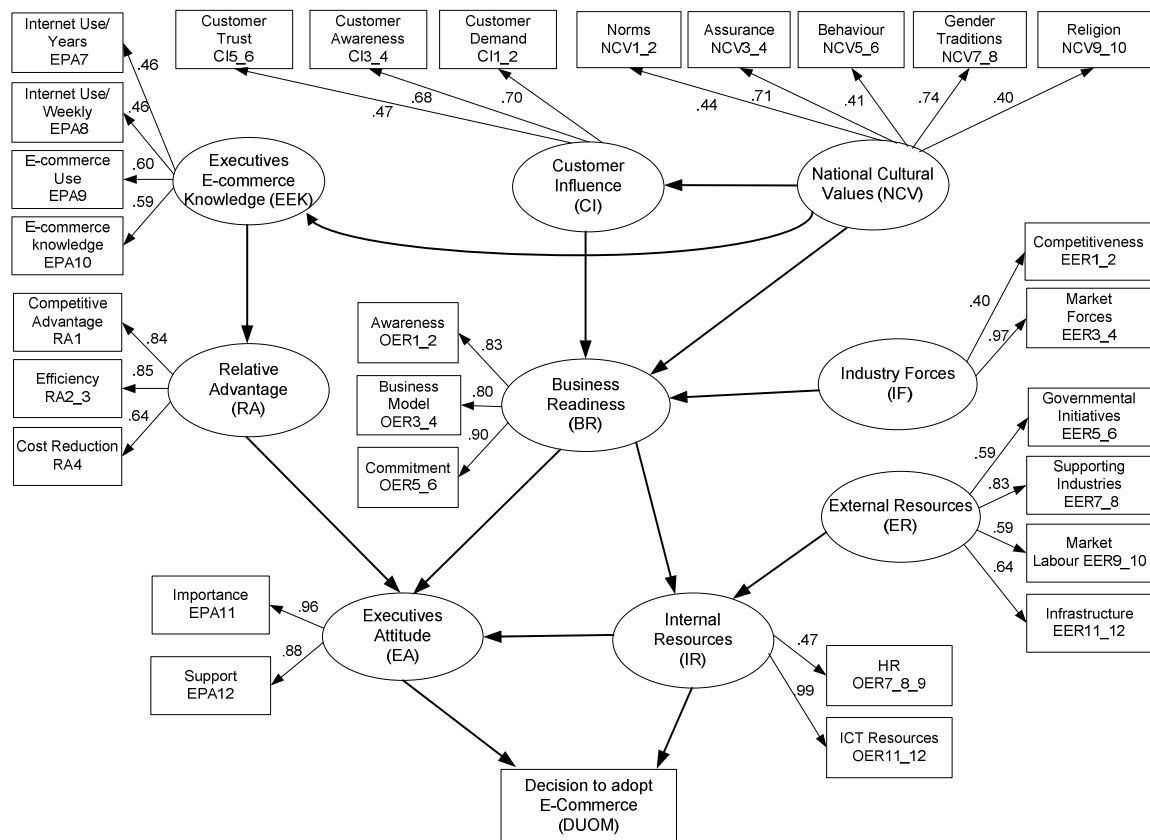 Internet Use/
Years
EPA7
Customer
Trust
CI5_6
Customer
Awareness
CI3_4
Customer
Demand
CI1_2
Norms
NCV1_2
Assurance
NCV3_4
Behaviour
NCV5_6
Gender
Traditions
NCV7_8
Religion
NCV9_10
.46
.47
.68
.70
.44
.71
.41
.74
.40
Internet Use/
Weekly
EPA8
.46
E-commerce
Use
EPA9
.60
E-commerce
knowledge
EPA10
.59
Executives
E-commerce
Knowledge (EEK)
Customer
Influence
(CI)
National Cultural
Values (NCV)
Competitiveness
EER1_2
.40
Market
Forces
EER3_4
.97
Competitive
Advantage
RA1
.84
Efficiency
RA2_3
.85
Cost Reduction
RA4
.64
Relative
Advantage
(RA)
Awareness
OER1_2
.83
Business
Model
OER3_4
.80
Commitment
OER5_6
.90
Business
Readiness
(BR)
Industry Forces
(IF)
Governmental
Initiatives
EER5_6
.59
Supporting
Industries
EER7_8
.83
Market
Labour EER9_10
.59
Infrastructure
EER11_12
.64
External Resources
(ER)
Importance
EPA11
.96
Support
EPA12
.88
Executives
Attitude
(EA)
Internal
Resources
(IR)
.47
HR
OER7_8_9
.99
ICT Resources
OER11_12
Decision to adopt
E-Commerce
(DUOM)